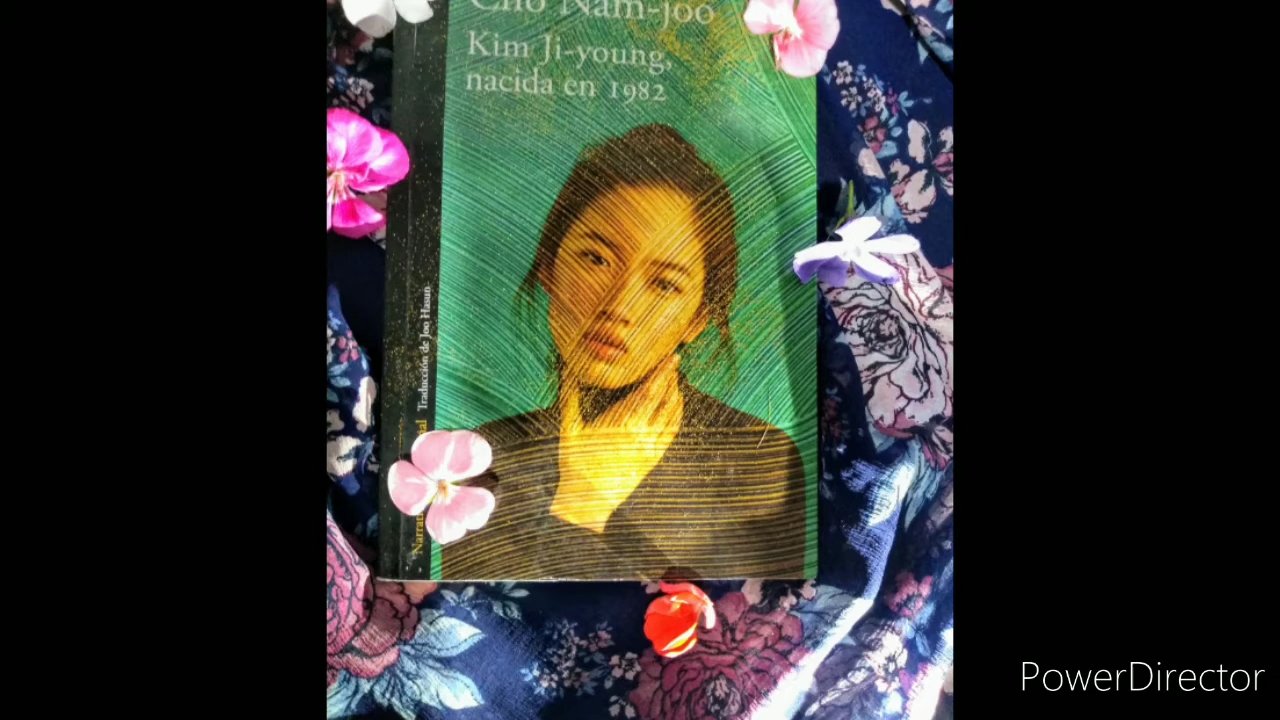 Cho Nam-joo
Kim Ji-young,
nacida en 1982
Traducción de Joo Hasun
PowerDirector